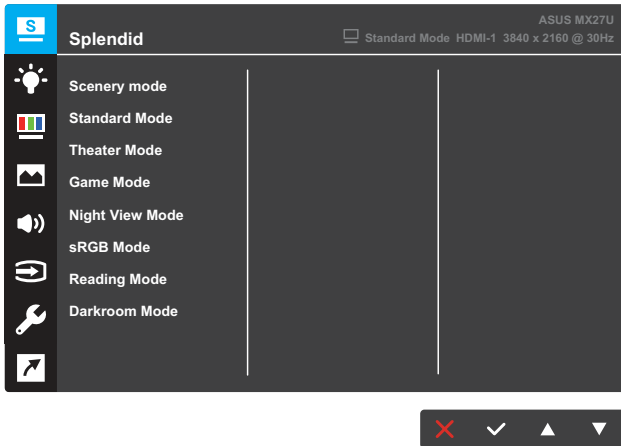 S
ASUS MX27U
Splendid
Standard Mode HDMI-1 3840 x 2160 @ 30Hz
Scenery mode
Standard Mode
Theater Mode
Game Mode
Night View Mode
sRGB Mode
Reading Mode
Darkroom Mode